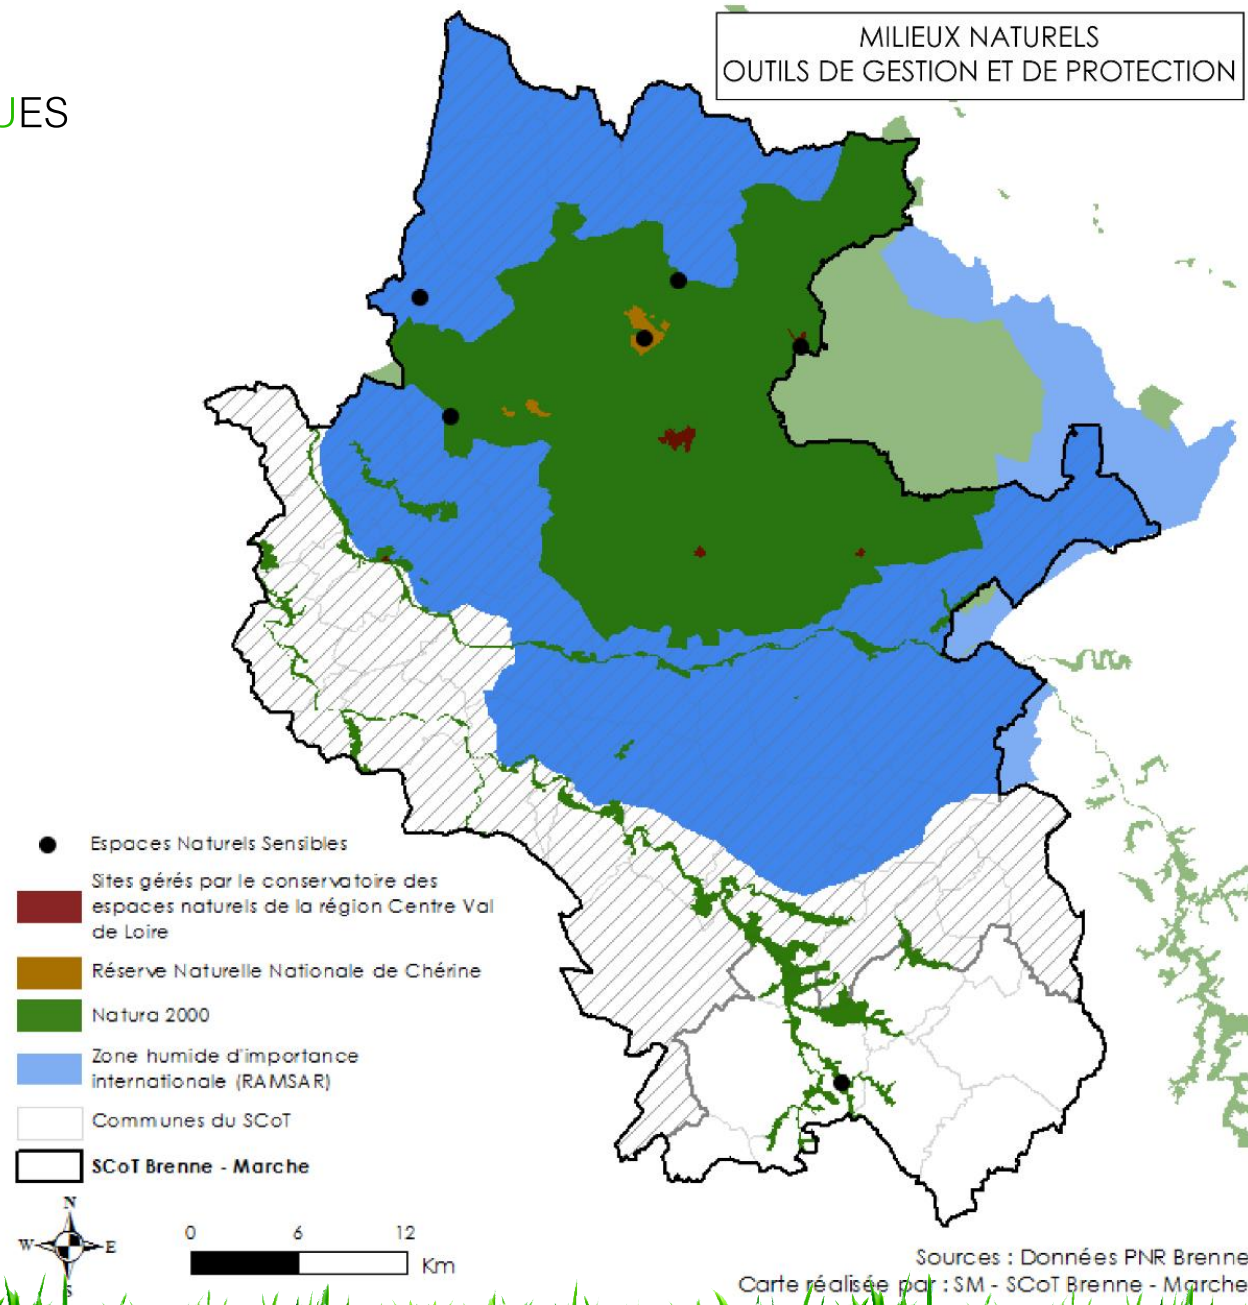 MILIEUX NATURELS
OUTILS DE GESTION ET DE PROTECTION
UES
Espaces Naturels Sensibles
Sites gérés par le conservatoire des
espaces naturels de la région Centre Val
de Loire
Réserve Naturelle Nationale de Chérine
Natura 2000
Zone humide d'importance
internationale (RAMSAR)
Communes du SCoT
SCoT Brenne - Marche
N
W E
S
0 6 12
Km
Sources : Données PNR Brenne
Carte réalisée par : SM - SCoT Brenne - Marche